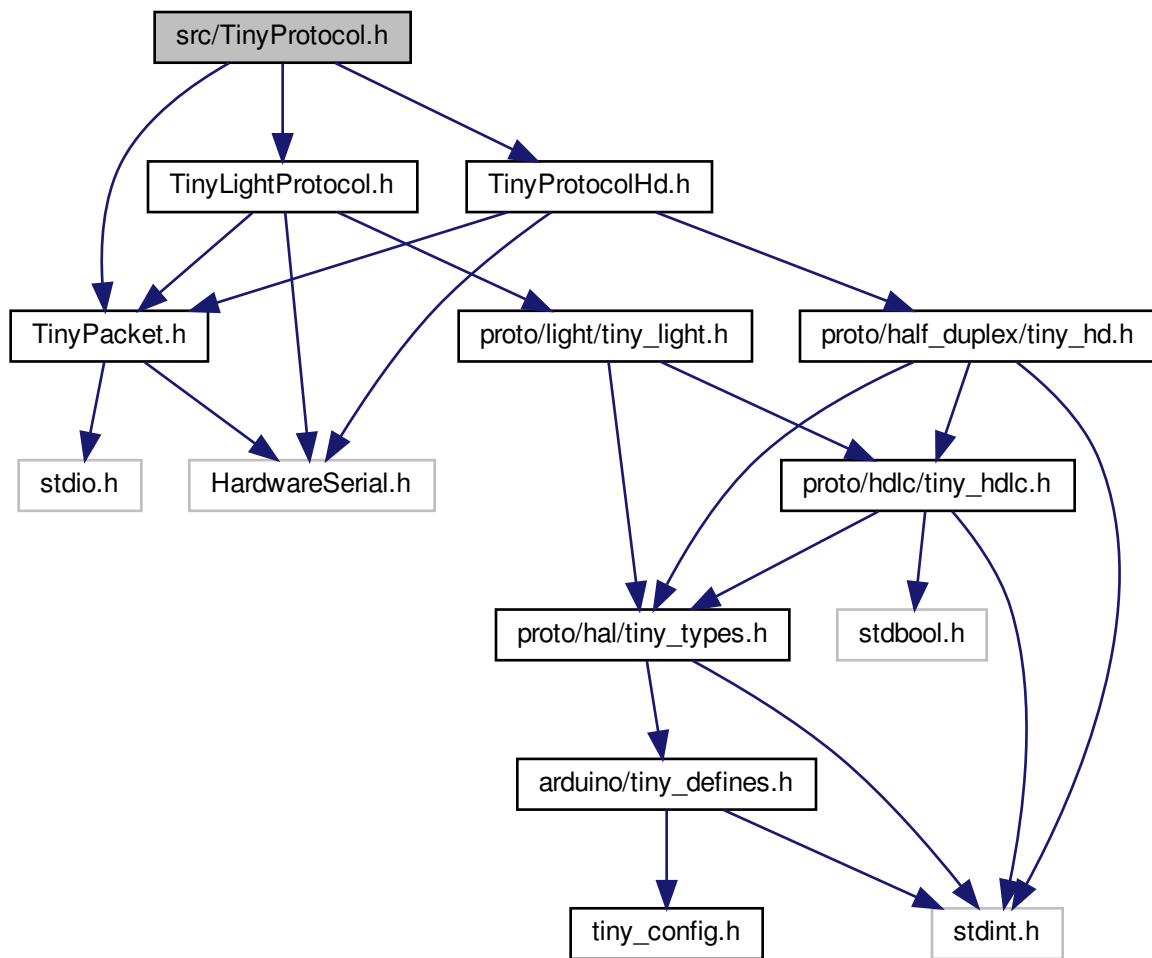 src/TinyProtocol.h
TinyLightProtocol.h
TinyProtocolHd.h
TinyPacket.h
proto/light/tiny_light.h
proto/half_duplex/tiny_hd.h
stdio.h
HardwareSerial.h
proto/hdlc/tiny_hdlc.h
proto/hal/tiny_types.h
stdbool.h
arduino/tiny_defines.h
tiny_config.h
stdint.h